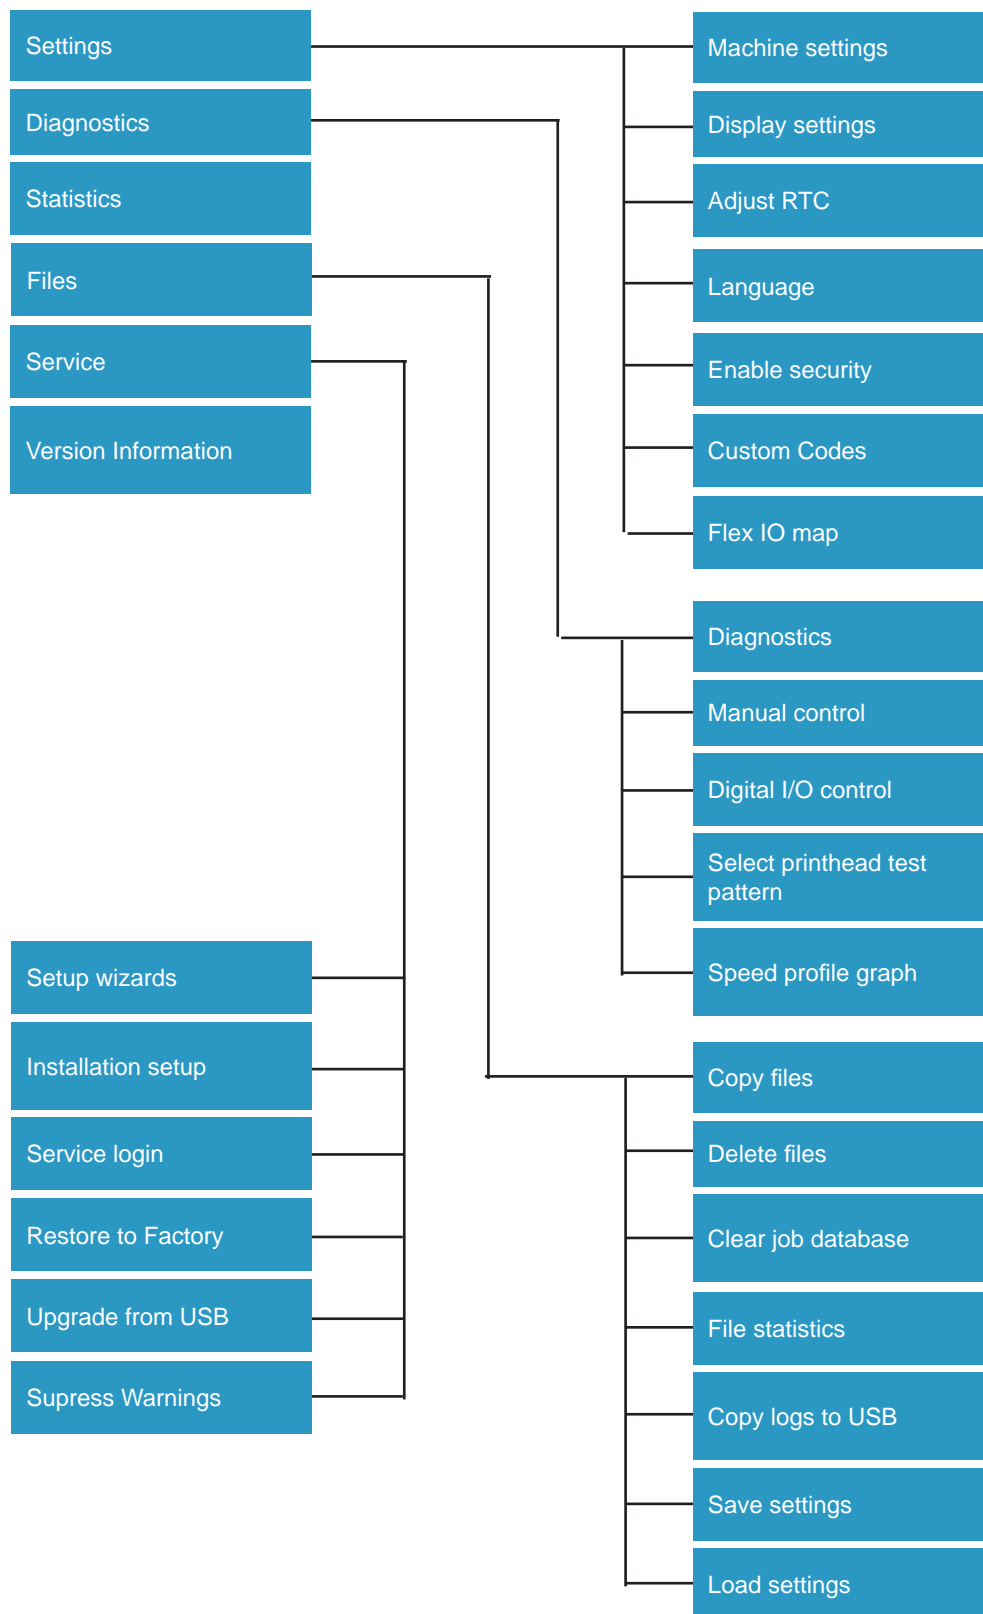 Settings
Diagnostics
Statistics
Files
Service
Version Information
Setup wizards
Installation setup
Service login
Restore to Factory
Upgrade from USB
Supress Warnings
Machine settings
Display settings
Adjust RTC
Language
Enable security
Custom Codes
Flex IO map
Diagnostics
Manual control
Digital I/O control
Select printhead test
pattern
Speed profile graph
Copy files
Delete files
Clear job database
File statistics
Copy logs to USB
Save settings
Load settings